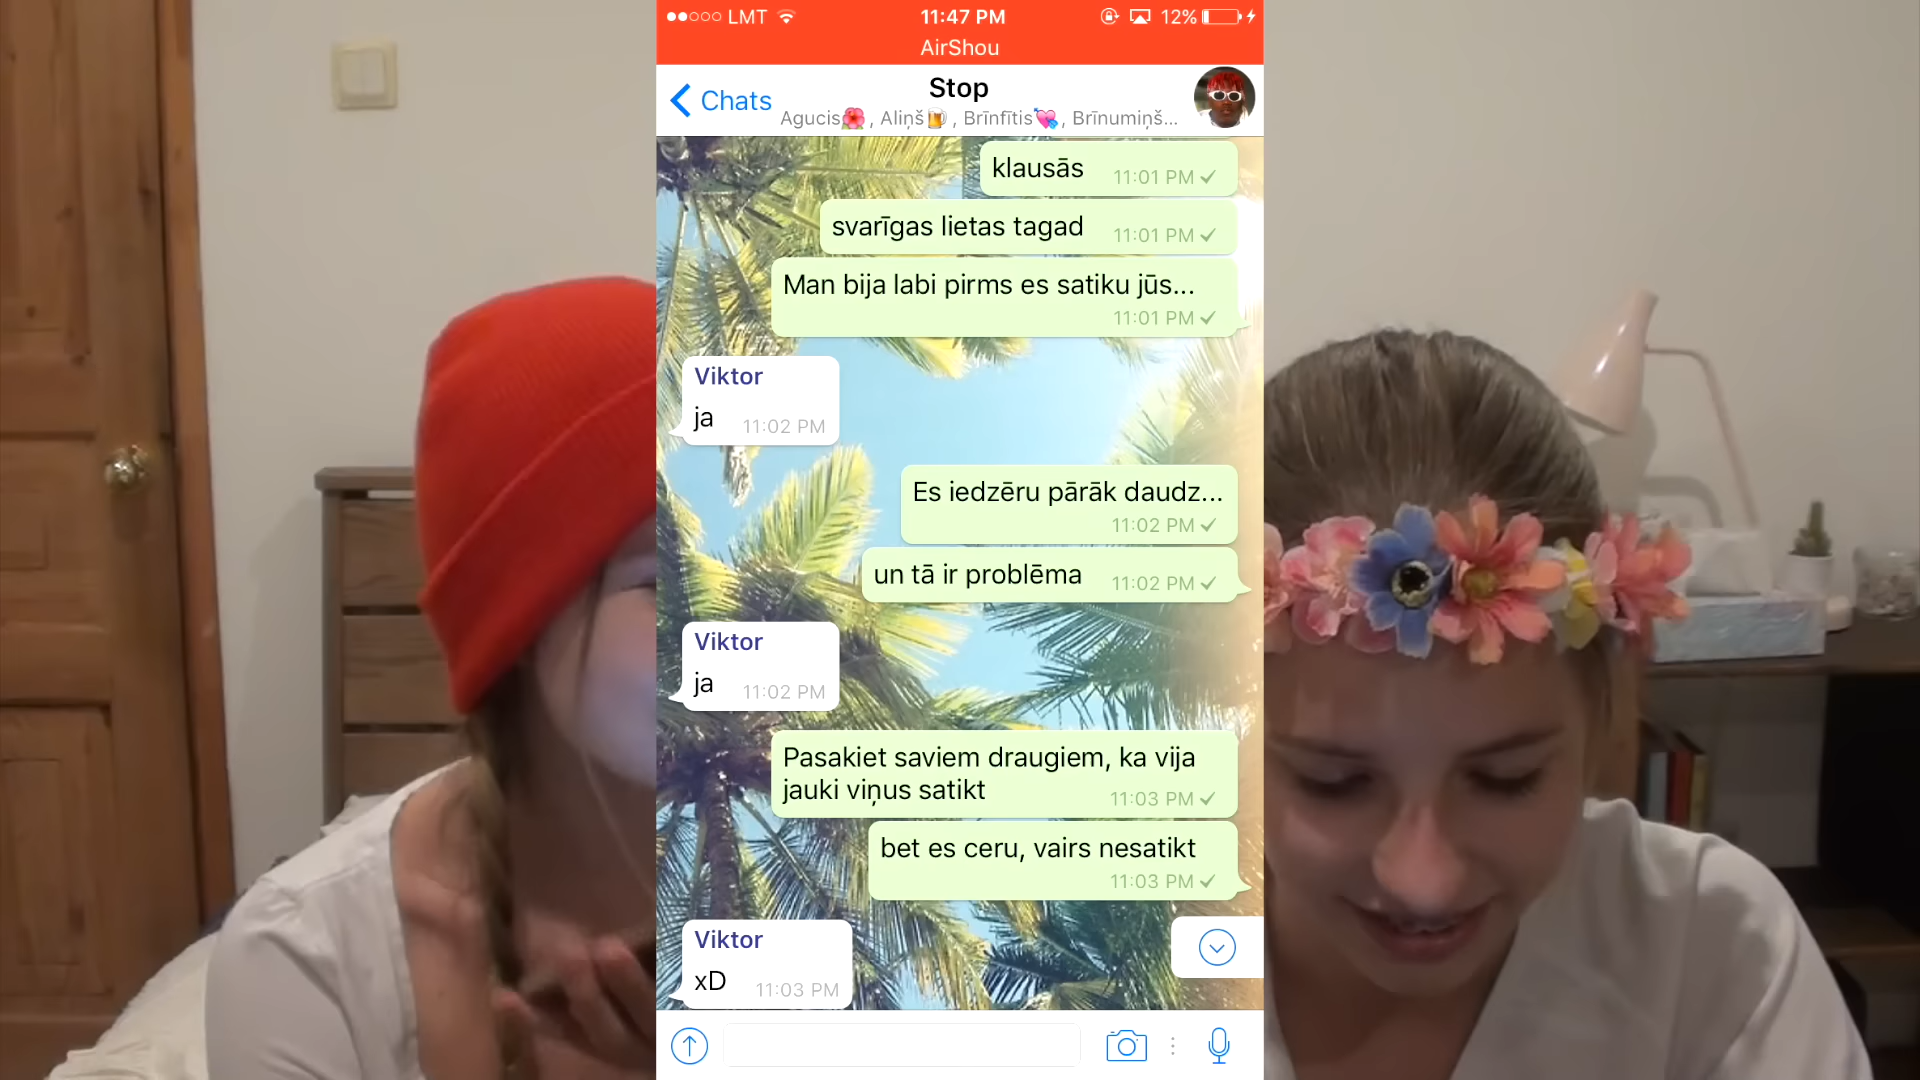 LMT 11:47 PM 12%
AirShou
Chats Stop
Agucis🌺, Aliņš🍺, Brīnfītis💘, Brīnumiņš...
klausās 11:01 PM
svarīgas lietas tagad 11:01 PM
Man bija labi pirms es satiku jūs...
11:01 PM
Viktor
ja 11:02 PM
Es iedzēru pārāk daudz...
11:02 PM
un tā ir problēma 11:02 PM
Viktor
ja 11:02 PM
Pasakiet saviem draugiem, ka vija
jauki viņus satikt 11:03 PM
bet es ceru, vairs nesatikt
11:03 PM
Viktor
xD 11:03 PM